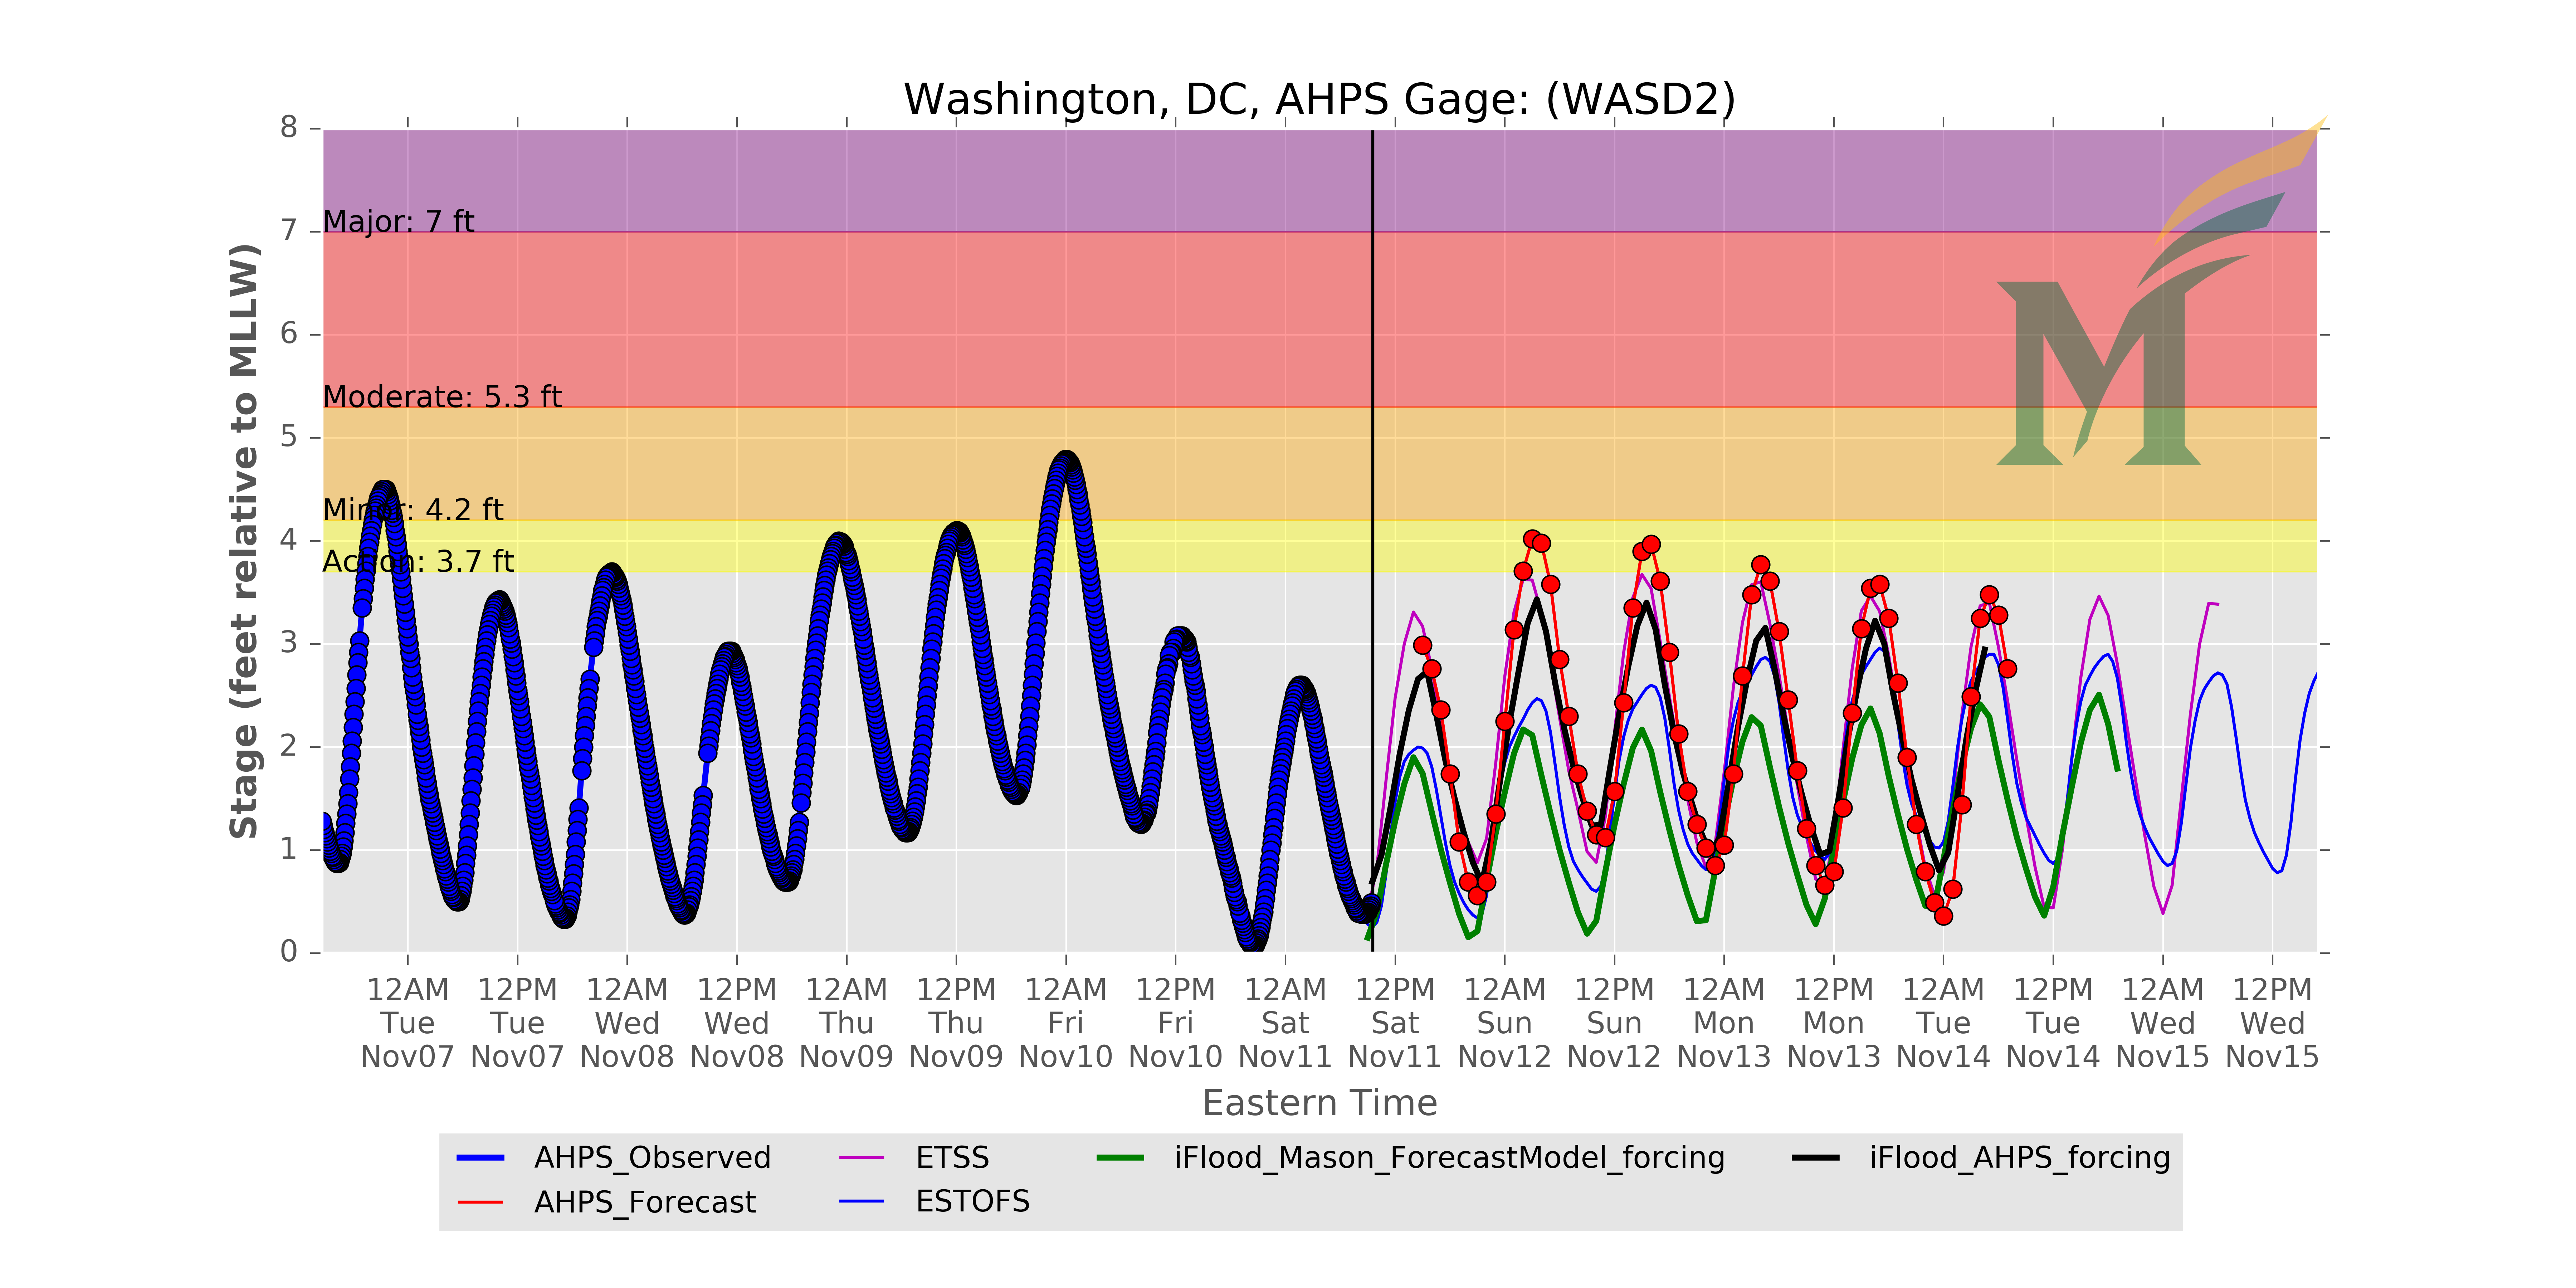 Washington, DC, AHPS Gage: (WASD2)
8
7
6
5
4
3
2
1
0
Stage (feet relative to MLLW)
Major: 7 ft
Moderate: 5.3 ft
Minor: 4.2 ft
Action: 3.7 ft
M
12AM 12PM 12AM 12PM 12AM 12PM 12AM 12PM 12AM 12PM 12AM 12PM 12AM 12PM 12AM 12PM 12AM 12PM
Tue Tue Wed Wed Thu Thu Fri Fri Sat Sat Sun Sun Mon Mon Tue Tue Wed Wed
Nov07 Nov07 Nov08 Nov08 Nov09 Nov09 Nov10 Nov10 Nov11 Nov11 Nov12 Nov12 Nov13 Nov13 Nov14 Nov14 Nov15 Nov15
Eastern Time
AHPS_Observed ETSS iFlood_Mason_ForecastModel_forcing iFlood_AHPS_forcing
AHPS_Forecast ESTOFS